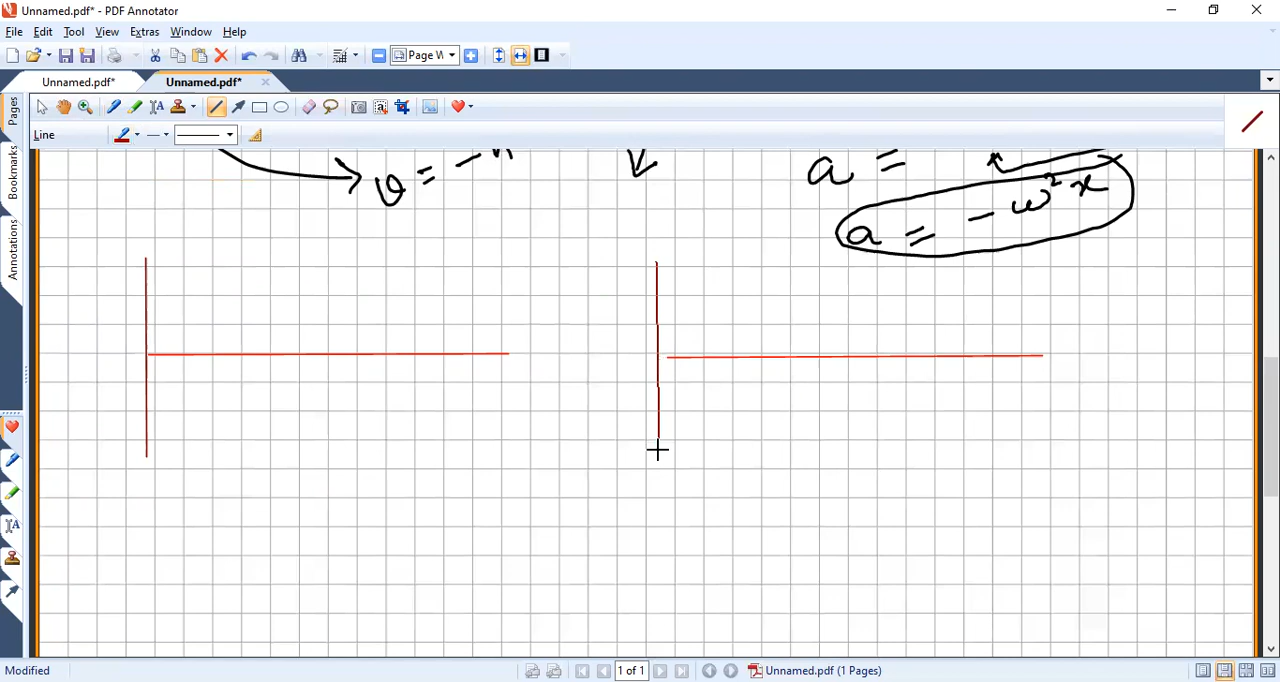 Unnamed.pdf* - PDF Annotator
File Edit Tool View Extras Window Help
Page W
Unnamed.pdf* Unnamed.pdf*
Line
Pages
Bookmarks
Annotations
v = -
a =
a = - ω² x
Modified
1 of 1
Unnamed.pdf (1 Pages)